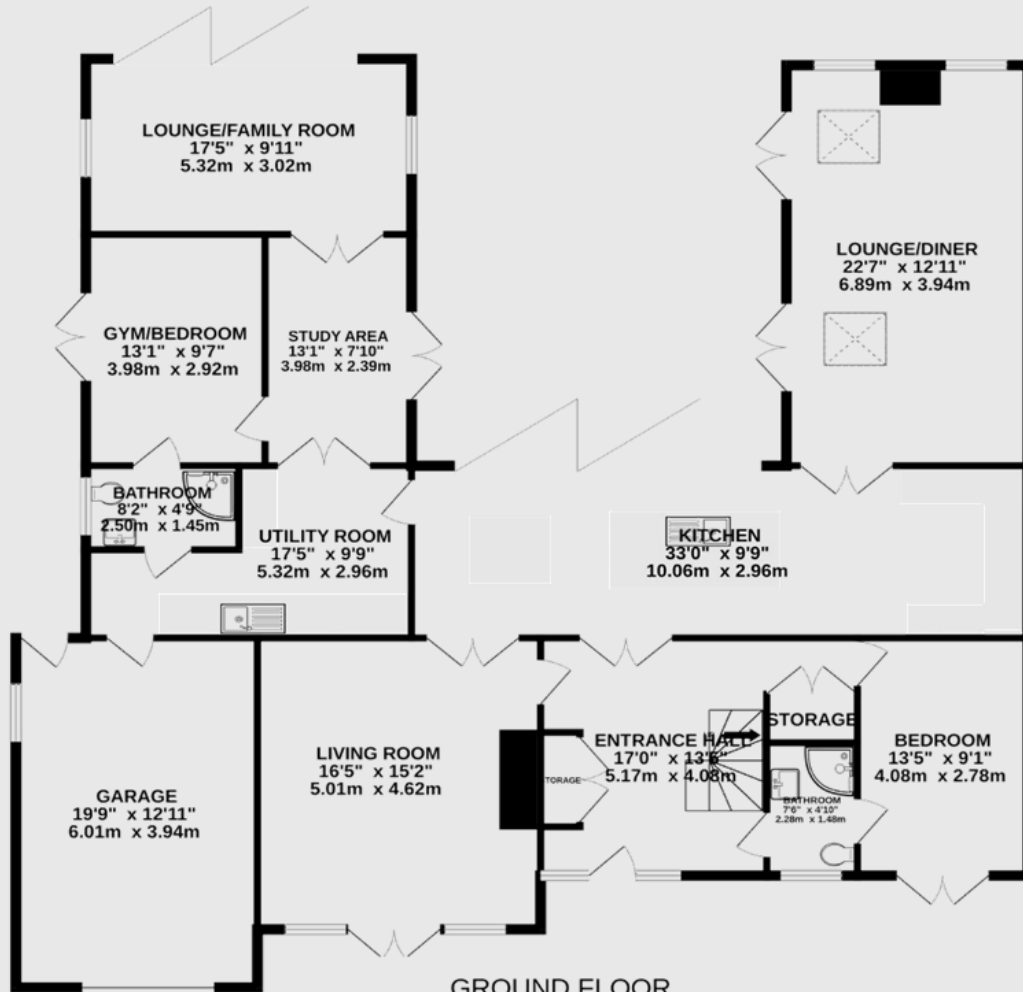 LOUNGE/FAMILY ROOM
17'5" x 9'11"
5.32m x 3.02m
LOUNGE/DINER
22'7" x 12'11"
6.89m x 3.94m
GYM/BEDROOM
13'1" x 9'7"
3.98m x 2.92m
STUDY AREA
13'1" x 7'10"
3.98m x 2.39m
BATHROOM
8'2" x 4'9"
2.50m x 1.45m
UTILITY ROOM
17'5" x 9'9"
5.32m x 2.96m
KITCHEN
33'0" x 9'9"
10.06m x 2.96m
STORAGE
LIVING ROOM
16'5" x 15'2"
5.01m x 4.62m
TORAGE
ENTRANCE HALL
17'0" x 13'5"
5.17m x 4.08m
BEDROOM
13'5" x 9'1"
4.08m x 2.78m
GARAGE
19'9" x 12'11"
6.01m x 3.94m
BATHROOM
7'6" x 4'10"
2.28m x 1.48m
GROUND FLOOR